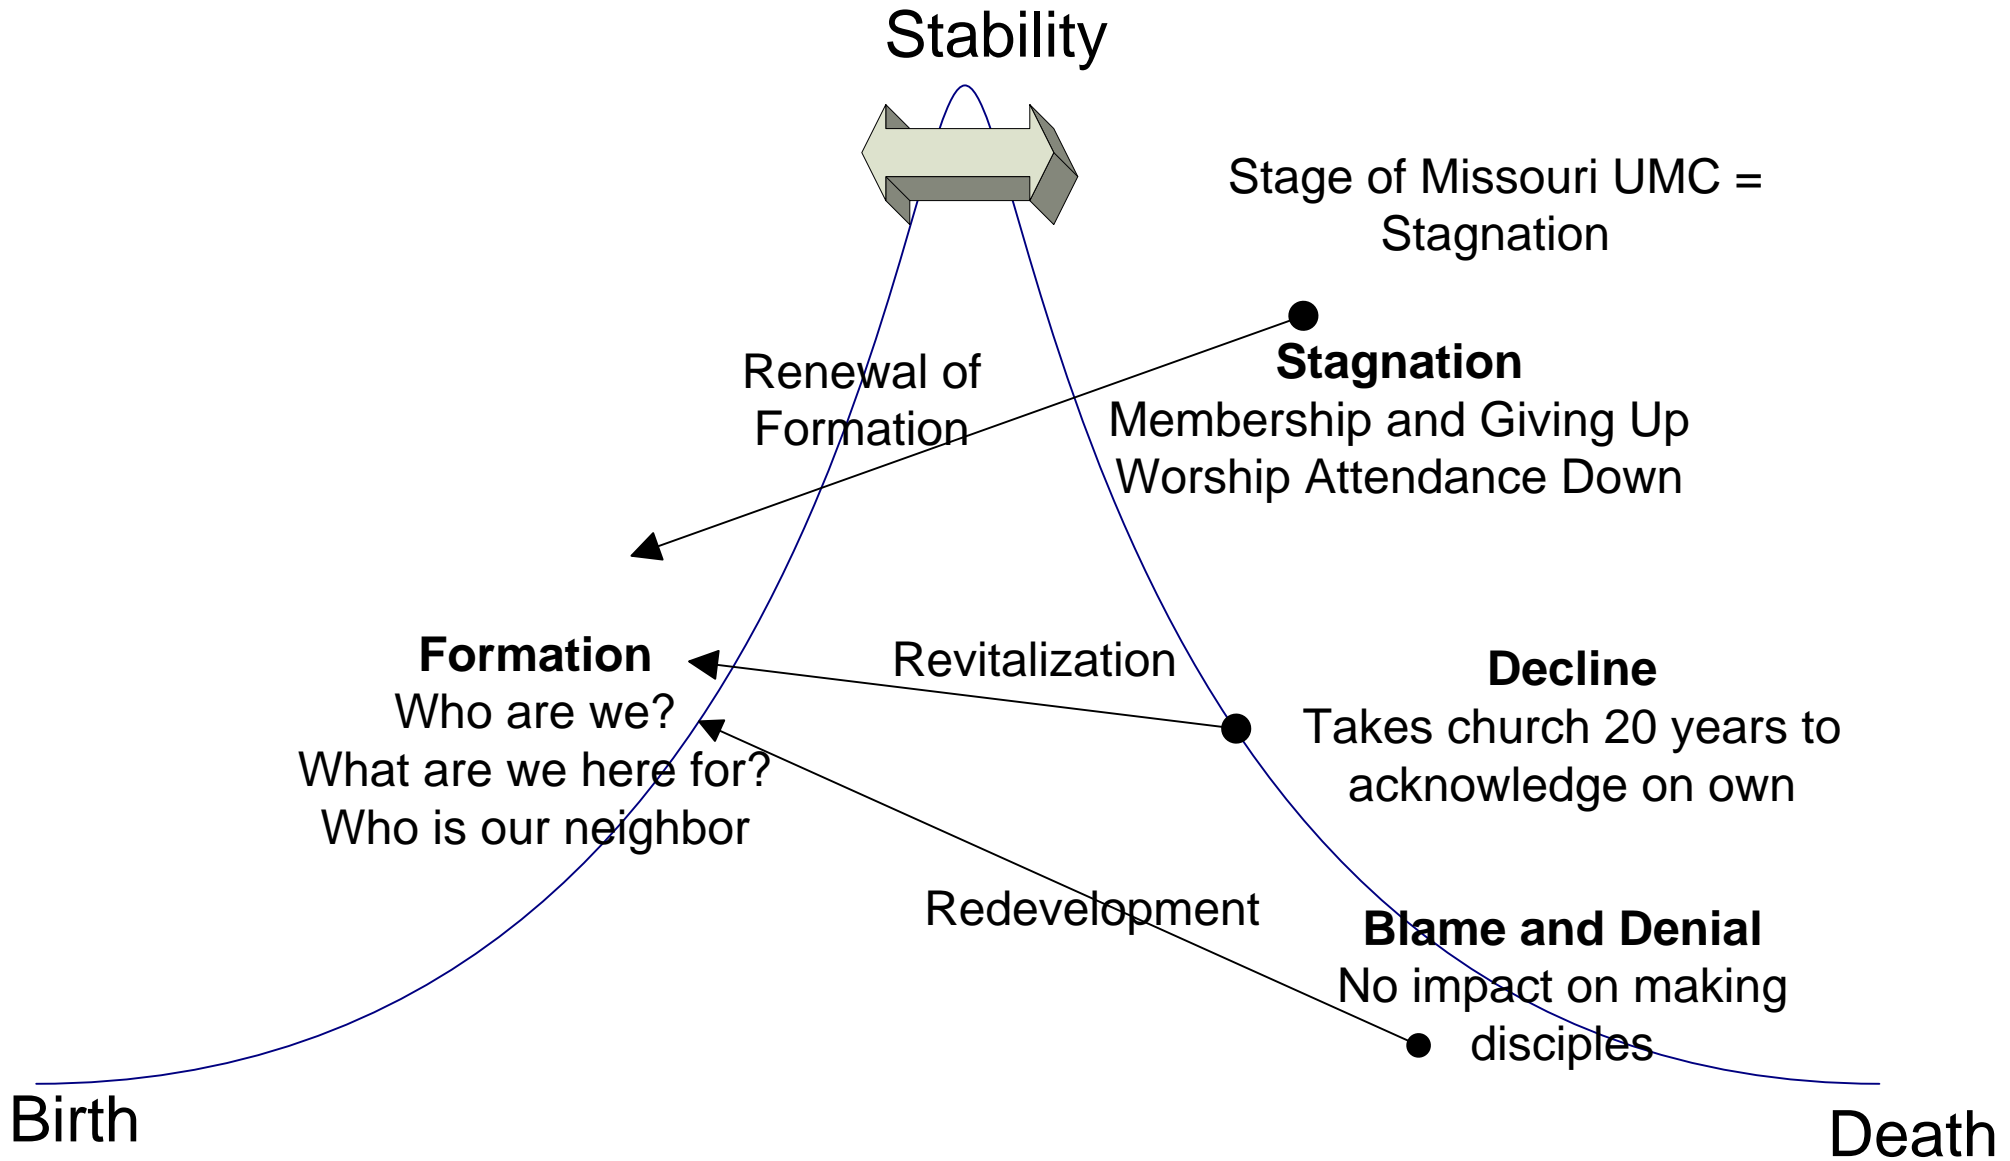 Stability
Stage of Missouri UMC =
Stagnation
Renewal of
Formation
Stagnation
Membership and Giving Up
Worship Attendance Down
Formation
Who are we?
What are we here for?
Who is our neighbor
Revitalization
Decline
Takes church 20 years to
acknowledge on own
Redevelopment
Blame and Denial
No impact on making
disciples
Birth
Death